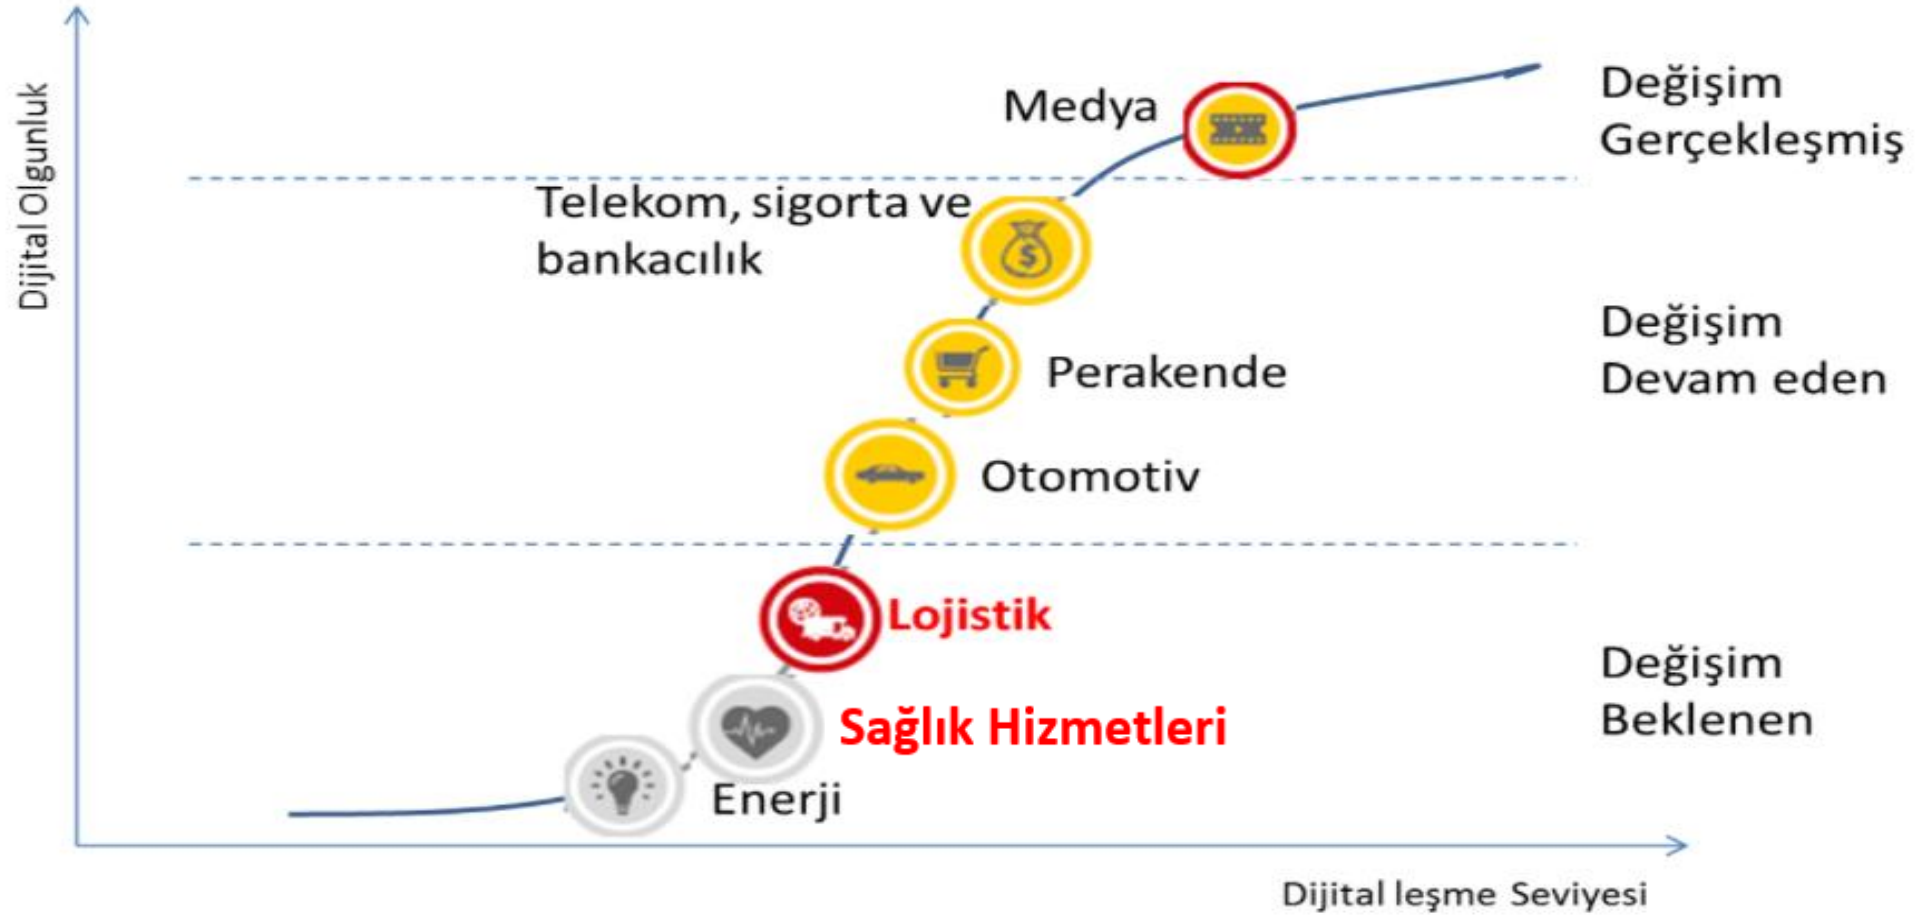 Dijital Olgunluk
Medya
Değişim
Gerçekleşmiş
Telekom, sigorta ve
bankacılık
Perakende
Değişim
Devam eden
Otomotiv
Lojistik
Sağlık Hizmetleri
Değişim
Beklenen
Enerji
Dijital leşme Seviyesi